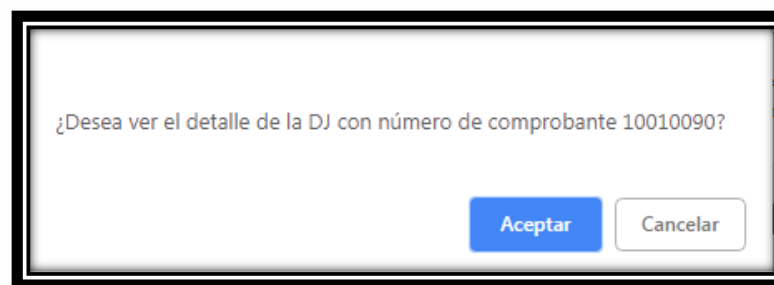 ¿Desea ver el detalle de la DJ con número de comprobante 10010090?
Aceptar Cancelar